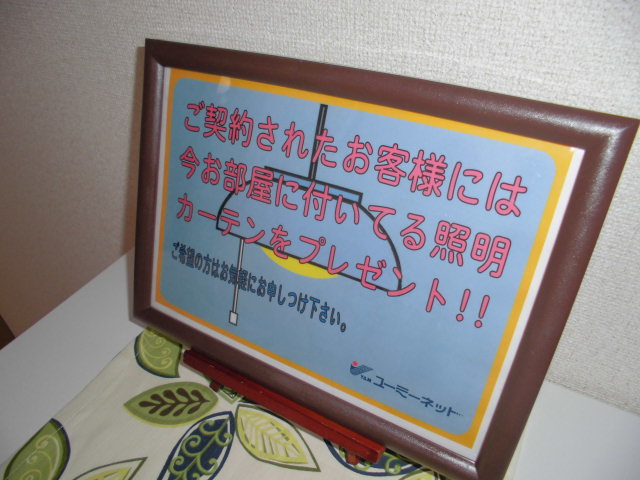 ご契約されたお客様には
今お部屋に付いてる照明
カーテンをプレゼント!!
ご希望の方はお気軽にお申しつけ下さい。
ユーミーネット